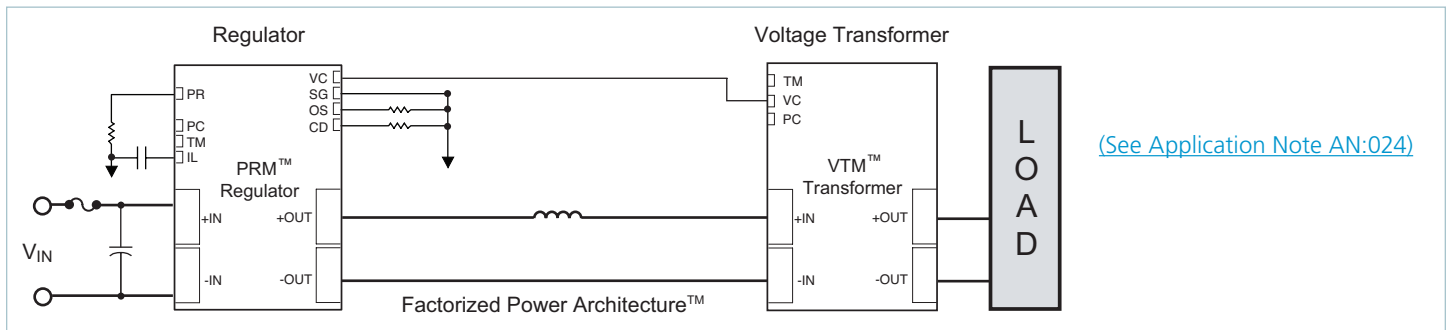 Regulator
Voltage Transformer
VC
SG
OS
CD
PR
PC
TM
IL
PRM™
Regulator
+IN
-IN
+OUT
-OUT
VIN
Factorized Power Architecture™
TM
VC
PC
VTM™
Transformer
+IN
-IN
+OUT
-OUT
L
O
A
D
(See Application Note AN:024)